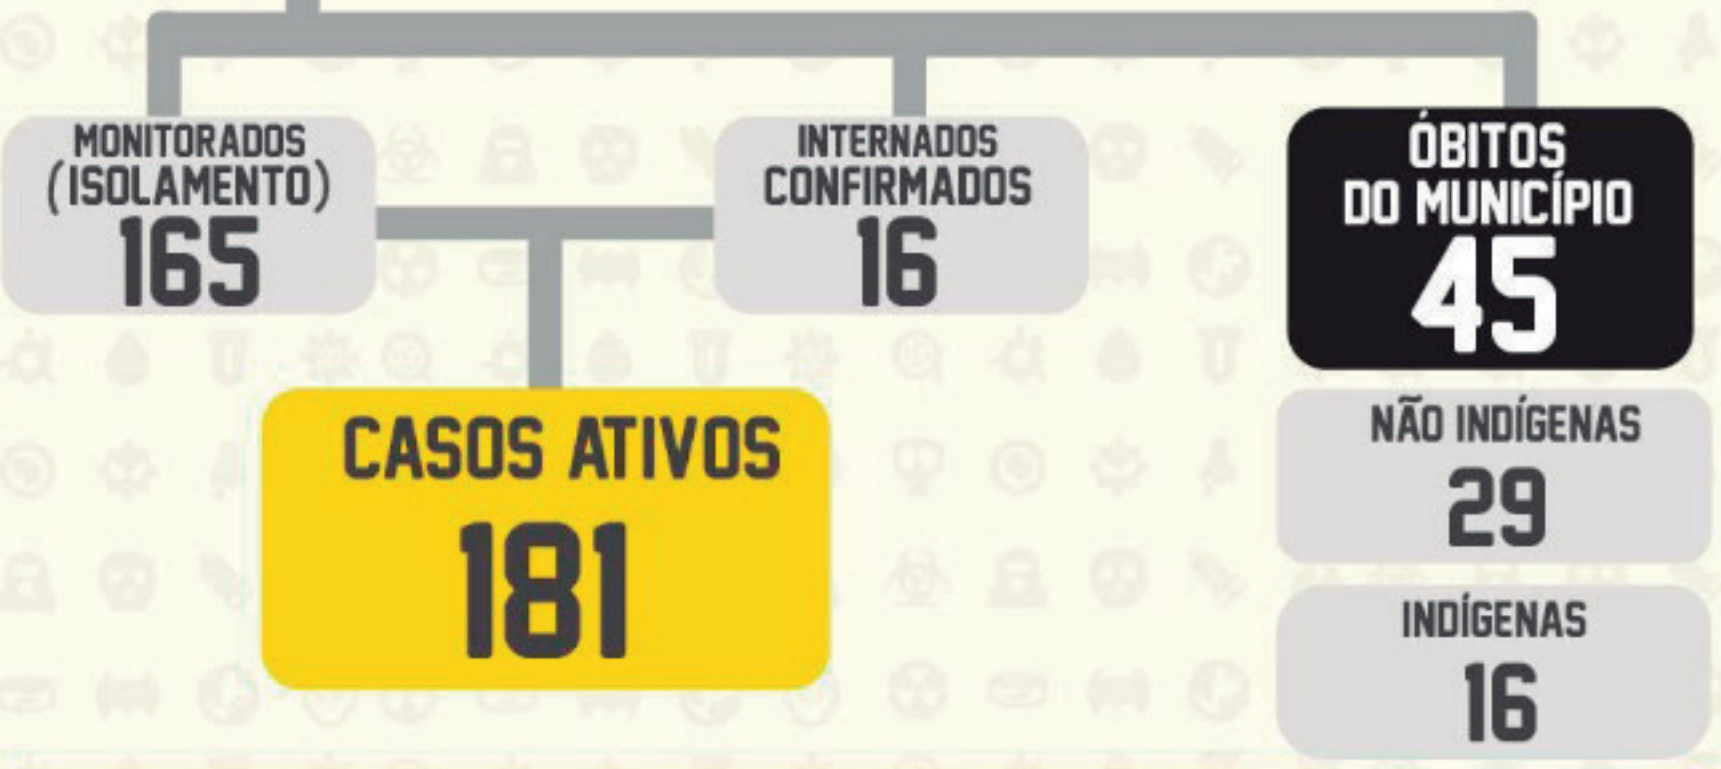 MONITORADOS
(ISOLAMENTO)
165
INTERNADOS
CONFIRMADOS
16
ÓBITOS
DO MUNICÍPIO
45
CASOS ATIVOS
181
NÃO INDÍGENAS
29
INDÍGENAS
16